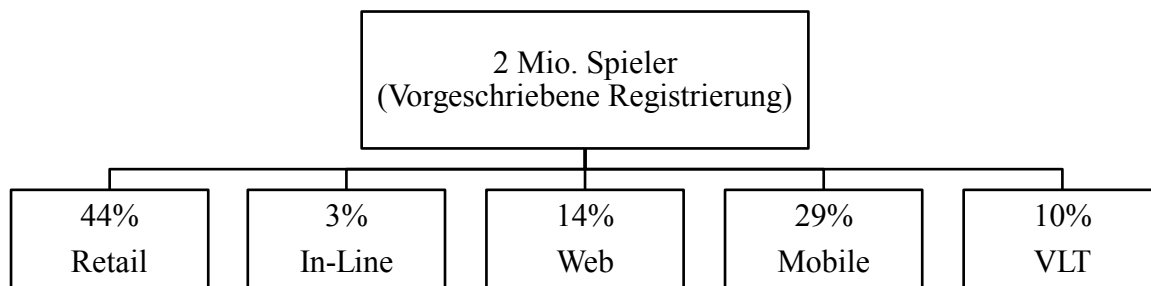 2 Mio. Spieler
(Vorgeschriebene Registrierung)
44%
Retail
3%
In-Line
14%
Web
29%
Mobile
10%
VLT